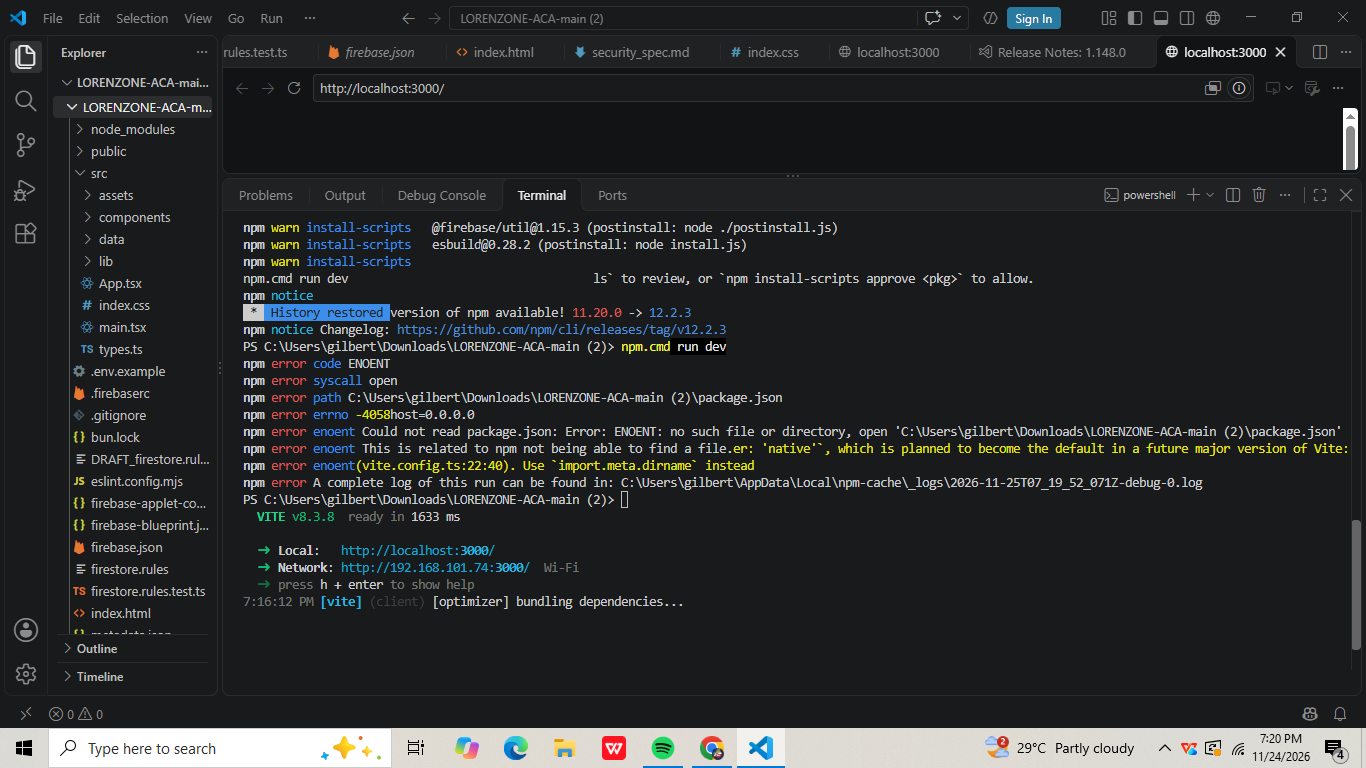 File Edit Selection View Go Run ··· LORENZONE-ACA-main (2) Sign In
Explorer ···
rules.test.ts firebase.json index.html security_spec.md index.css localhost:3000 Release Notes: 1.148.0 localhost:3000
http://localhost:3000/
LORENZONE-ACA-mai...
LORENZONE-ACA-m...
node_modules
public
src
assets
components
data
lib
App.tsx
index.css
main.tsx
TS types.ts
.env.example
.firebaserc
.gitignore
{} bun.lock
DRAFT_firestore.rul...
JS eslint.config.mjs
{} firebase-applet-co...
{} firebase-blueprint.j...
firebase.json
firestore.rules
TS firestore.rules.test.ts
<> index.html
{} metadata.json
Outline
Timeline
Problems Output Debug Console Terminal Ports powershell
npm warn install-scripts @firebase/util@1.15.3 (postinstall: node ./postinstall.js)
npm warn install-scripts esbuild@0.28.2 (postinstall: node install.js)
npm warn install-scripts
npm.cmd run dev ls` to review, or `npm install-scripts approve <pkg>` to allow.
npm notice
* History restored version of npm available! 11.20.0 -> 12.2.3
npm notice Changelog: https://github.com/npm/cli/releases/tag/v12.2.3
PS C:\Users\gilbert\Downloads\LORENZONE-ACA-main (2)> npm.cmd run dev
npm error code ENOENT
npm error syscall open
npm error path C:\Users\gilbert\Downloads\LORENZONE-ACA-main (2)\package.json
npm error errno -4058host=0.0.0.0
npm error enoent Could not read package.json: Error: ENOENT: no such file or directory, open 'C:\Users\gilbert\Downloads\LORENZONE-ACA-main (2)\package.json'
npm error enoent This is related to npm not being able to find a file.er: 'native'`, which is planned to become the default in a future major version of Vite:
npm error enoent(vite.config.ts:22:40). Use `import.meta.dirname` instead
npm error A complete log of this run can be found in: C:\Users\gilbert\AppData\Local\npm-cache\_logs\2026-11-25T07_19_52_071Z-debug-0.log
PS C:\Users\gilbert\Downloads\LORENZONE-ACA-main (2)>
VITE v8.3.8 ready in 1633 ms
➜ Local: http://localhost:3000/
➜ Network: http://192.168.101.74:3000/ Wi-Fi
➜ press h + enter to show help
7:16:12 PM [vite] (client) [optimizer] bundling dependencies...
0 0
Type here to search
2 29°C Partly cloudy
7:20 PM
11/24/2026
4